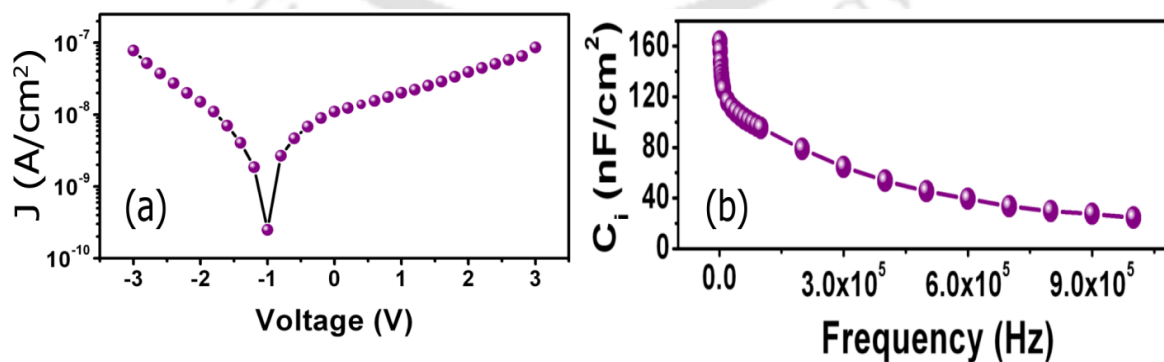 J (A/cm²)
10⁻⁷
10⁻⁸
10⁻⁹
10⁻¹⁰
(a)
-3 -2 -1 0 1 2 3
Voltage (V)
Cᵢ (nF/cm²)
160
120
80
40
0
(b)
0.0 3.0x10⁵ 6.0x10⁵ 9.0x10⁵
Frequency (Hz)